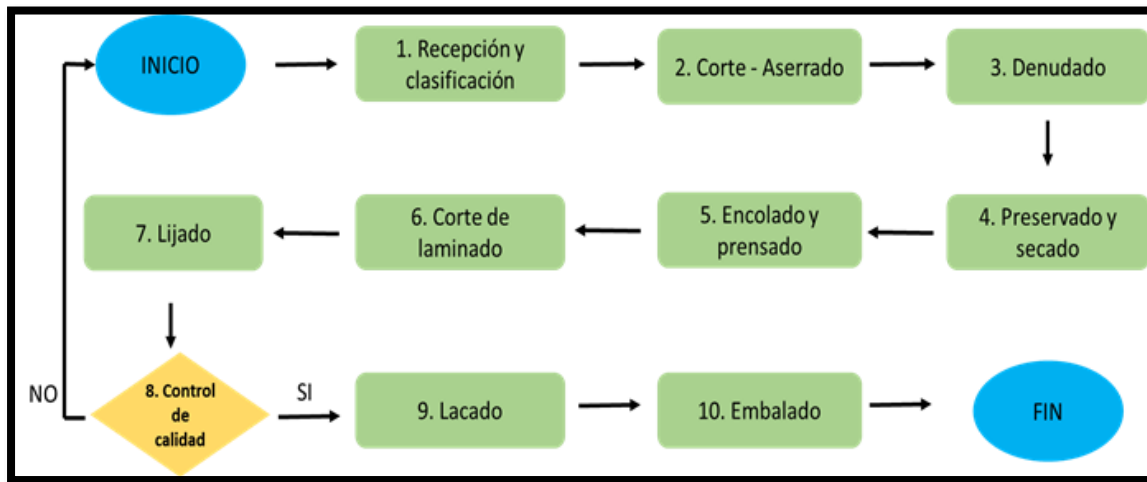 INICIO
1. Recepción y
clasificación
2. Corte - Aserrado
3. Denudado
4. Preservado y
secado
5. Encolado y
prensado
6. Corte de
laminado
7. Lijado
8. Control
de
calidad
NO
SI
9. Lacado
10. Embalado
FIN